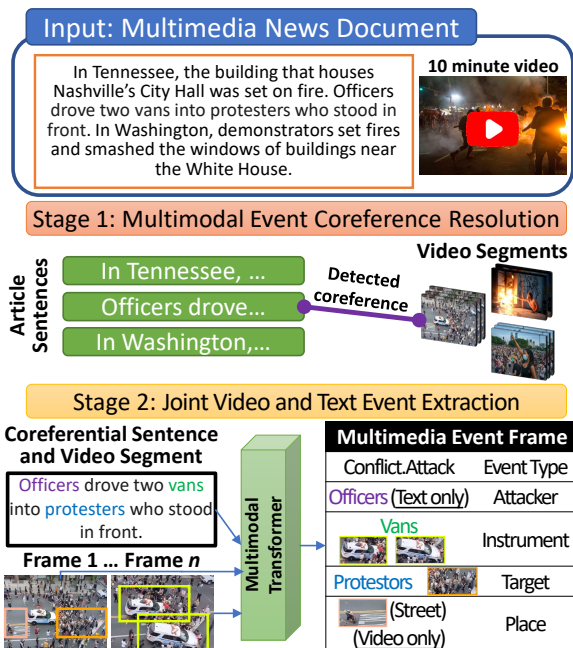 Input: Multimedia News Document
In Tennessee, the building that houses
Nashville's City Hall was set on fire. Officers
drove two vans into protesters who stood in
front. In Washington, demonstrators set fires
and smashed the windows of buildings near
the White House.
10 minute video
Stage 1: Multimodal Event Coreference Resolution
Article
Sentences
In Tennessee, …
Officers drove…
In Washington,…
Detected
coreference
Video Segments
Stage 2: Joint Video and Text Event Extraction
Coreferential Sentence
and Video Segment
Officers drove two vans
into protesters who stood
in front.
Frame 1 … Frame n
Multimodal
Transformer
Multimedia Event Frame
Conflict.Attack Event Type
Officers (Text only) Attacker
Vans Instrument
Protestors Target
(Street)
(Video only) Place